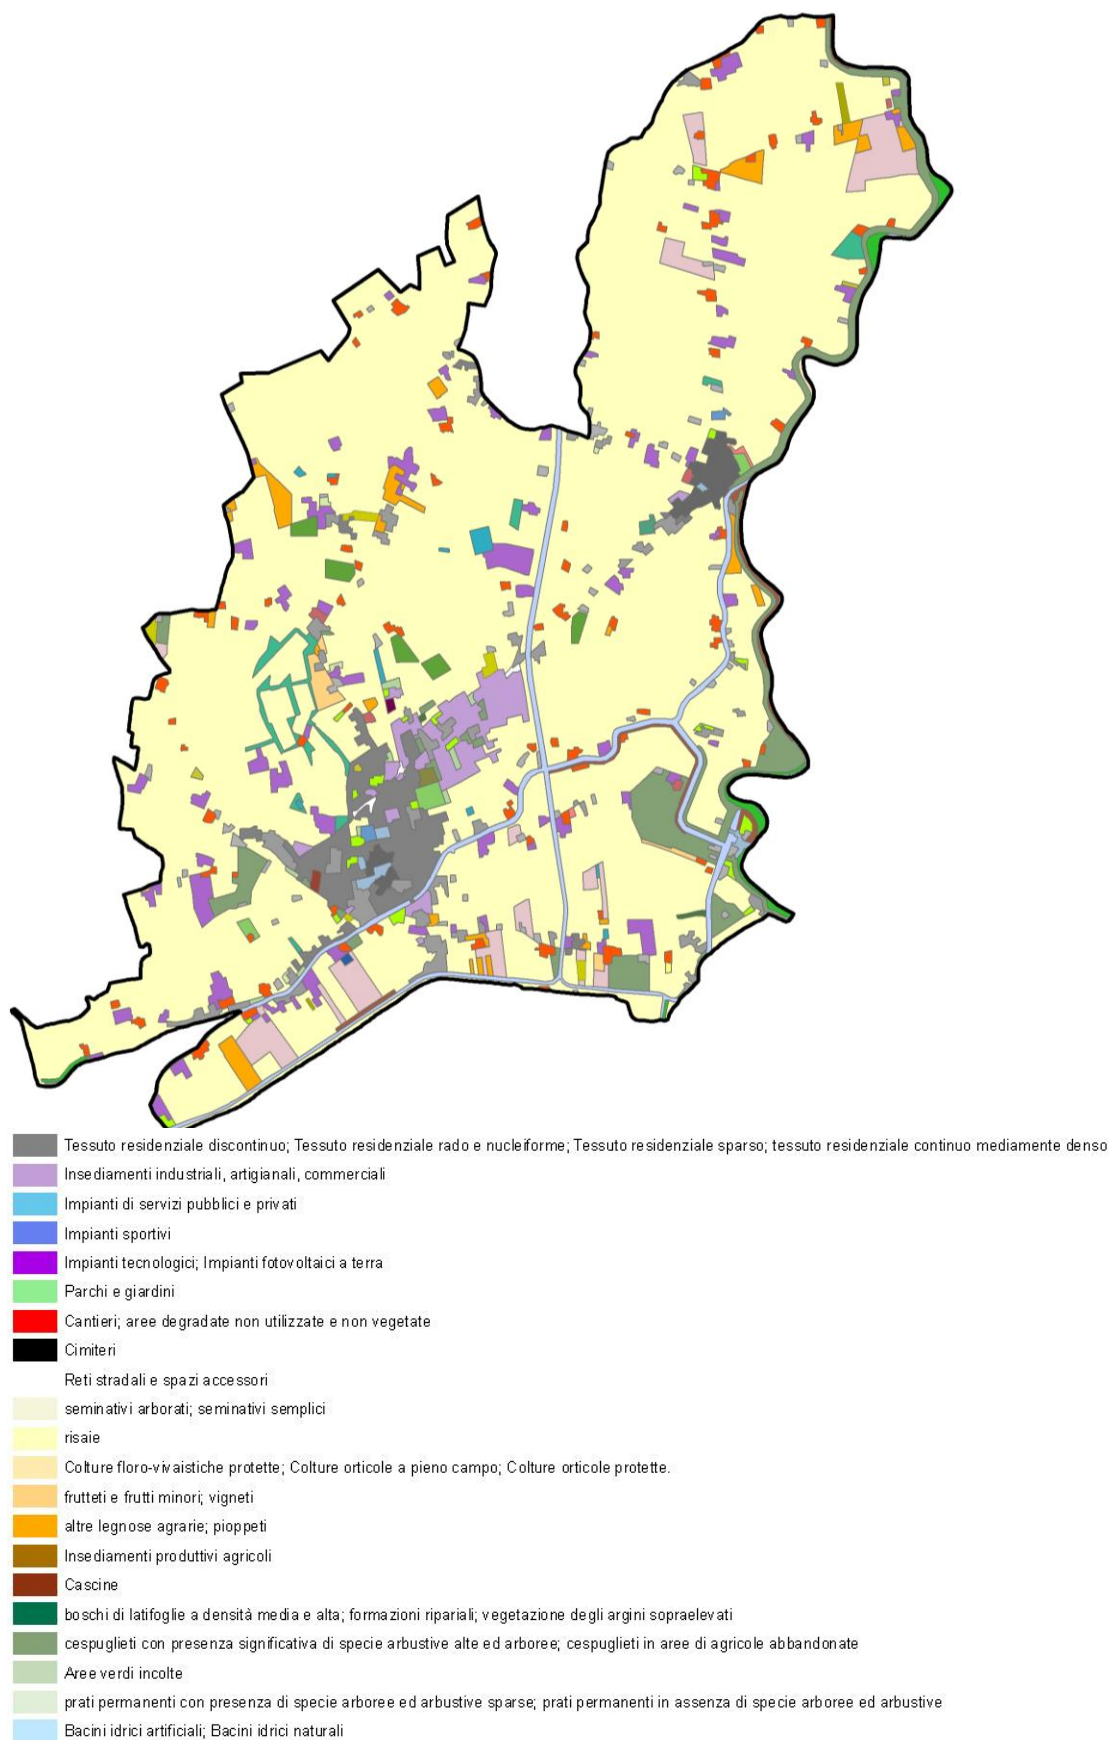 Tessuto residenziale discontinuo; Tessuto residenziale rado e nucleiforme; Tessuto residenziale sparso; tessuto residenziale continuo mediamente denso
Insediamenti industriali, artigianali, commerciali
Impianti di servizi pubblici e privati
Impianti sportivi
Impianti tecnologici; Impianti fotovoltaici a terra
Parchi e giardini
Cantieri; aree degradate non utilizzate e non vegetate
Cimiteri
Reti stradali e spazi accessori
seminativi arborati; seminativi semplici
risaie
Colture floro-vivaistiche protette; Colture orticole a pieno campo; Colture orticole protette.
frutteti e frutti minori; vigneti
altre legnose agrarie; pioppeti
Insediamenti produttivi agricoli
Cascine
boschi di latifoglie a densità media e alta; formazioni ripariali; vegetazione degli argini sopraelevati
cespuglieti con presenza significativa di specie arbustive alte ed arboree; cespuglieti in aree di agricole abbandonate
Aree verdi incolte
prati permanenti con presenza di specie arboree ed arbustive sparse; prati permanenti in assenza di specie arboree ed arbustive
Bacini idrici artificiali; Bacini idrici naturali